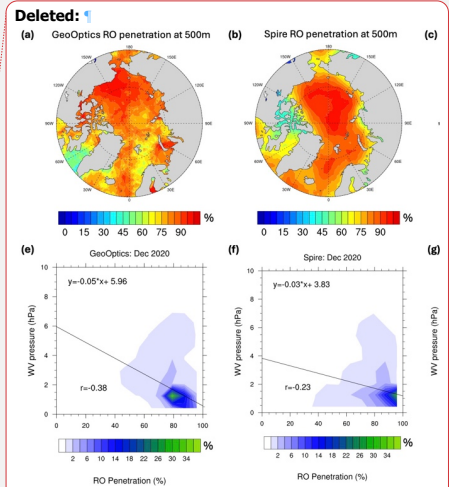 Deleted: ¶
(a) GeoOptics RO penetration at 500m
(b) Spire RO penetration at 500m
(c)
180
150W 150E
120W 120E
90W 90E
60W 60E
30W 30E
0
180
150W 150E
120W 120E
90W 90E
60W 60E
30W 30E
0
0 15 30 45 60 75 90 %
0 15 30 45 60 75 90 %
(e) GeoOptics: Dec 2020
(f) Spire: Dec 2020
(g)
y=-0.05*x+ 5.96
r=-0.38
WV pressure (hPa)
10
8
6
4
2
0
0 20 40 60 80 100
y=-0.03*x+ 3.83
r=-0.23
WV pressure (hPa)
10
8
6
4
2
0
0 20 40 60 80 100
WV pressure (hPa)
2 6 10 14 18 22 26 30 34 %
2 6 10 14 18 22 26 30 34 %
RO Penetration (%)
RO Penetration (%)